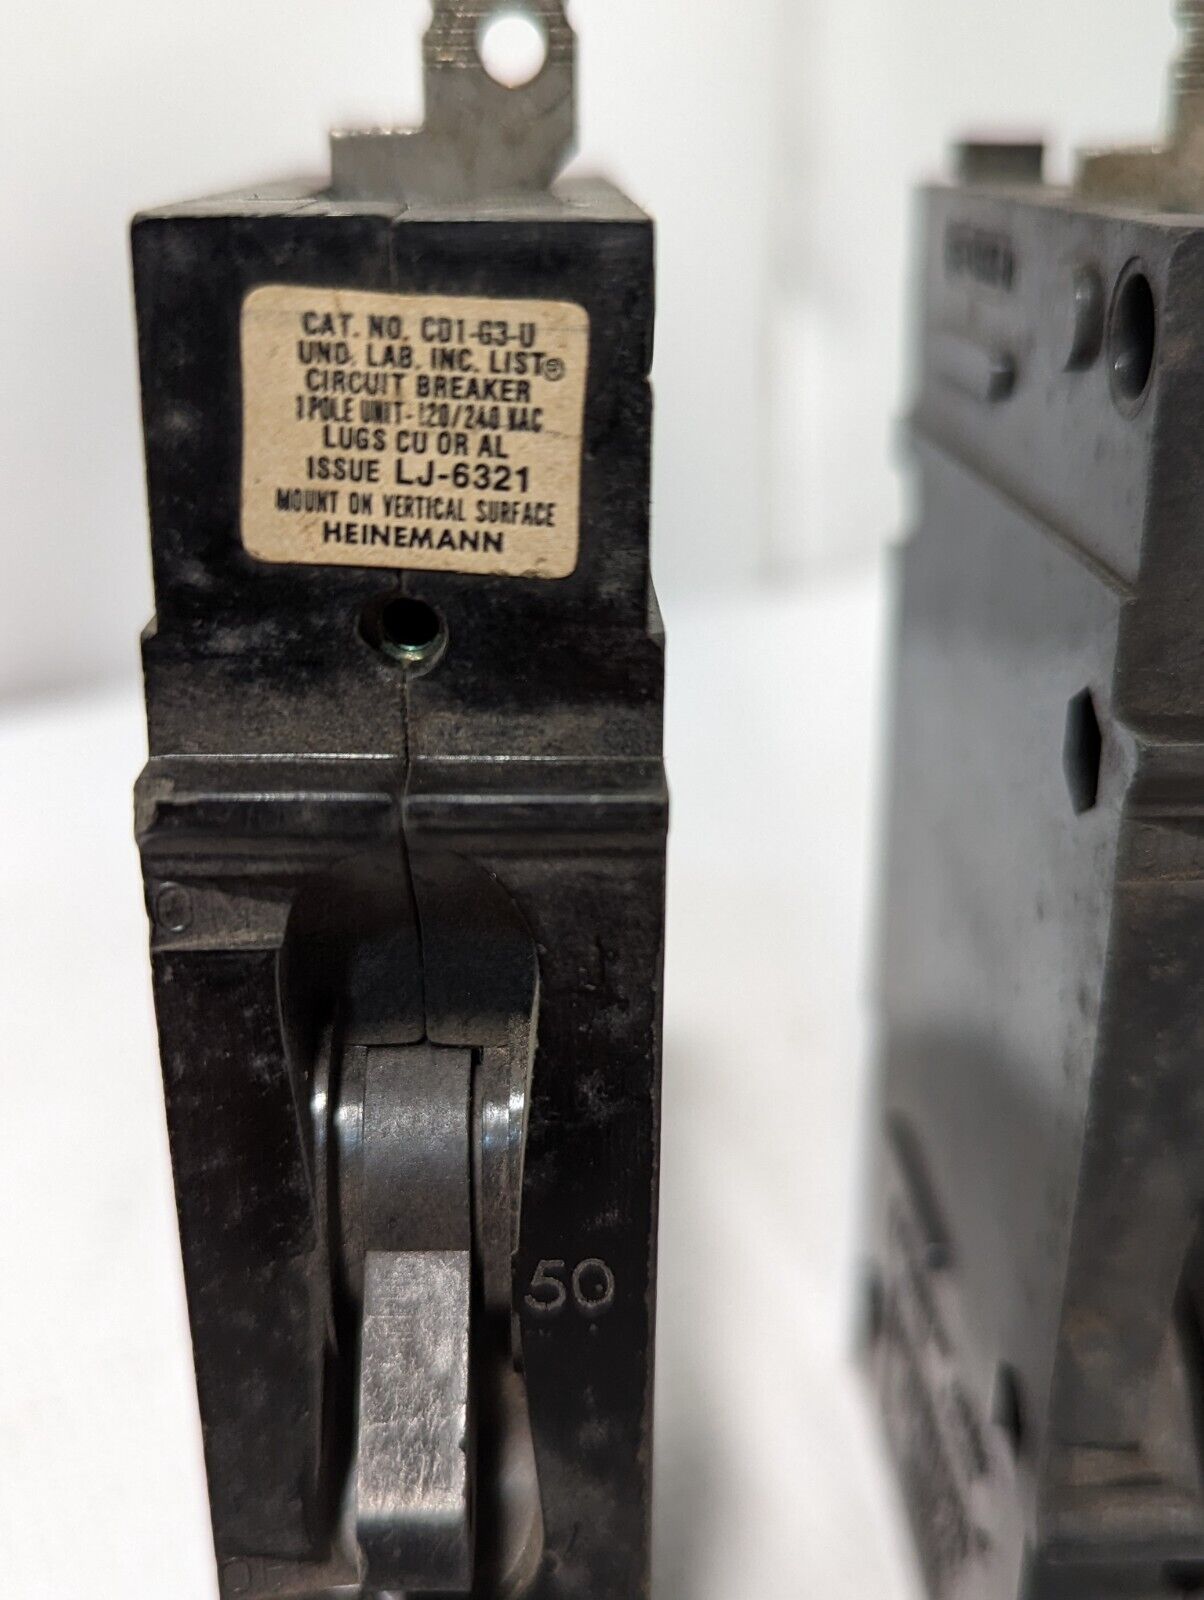 CAT. NO. CD1-G3-U
UND. LAB. INC. LIST®
CIRCUIT BREAKER
1 POLE UNIT - 120/240 VAC
LUGS CU OR AL
ISSUE LJ-6321
MOUNT ON VERTICAL SURFACE
HEINEMANN
50